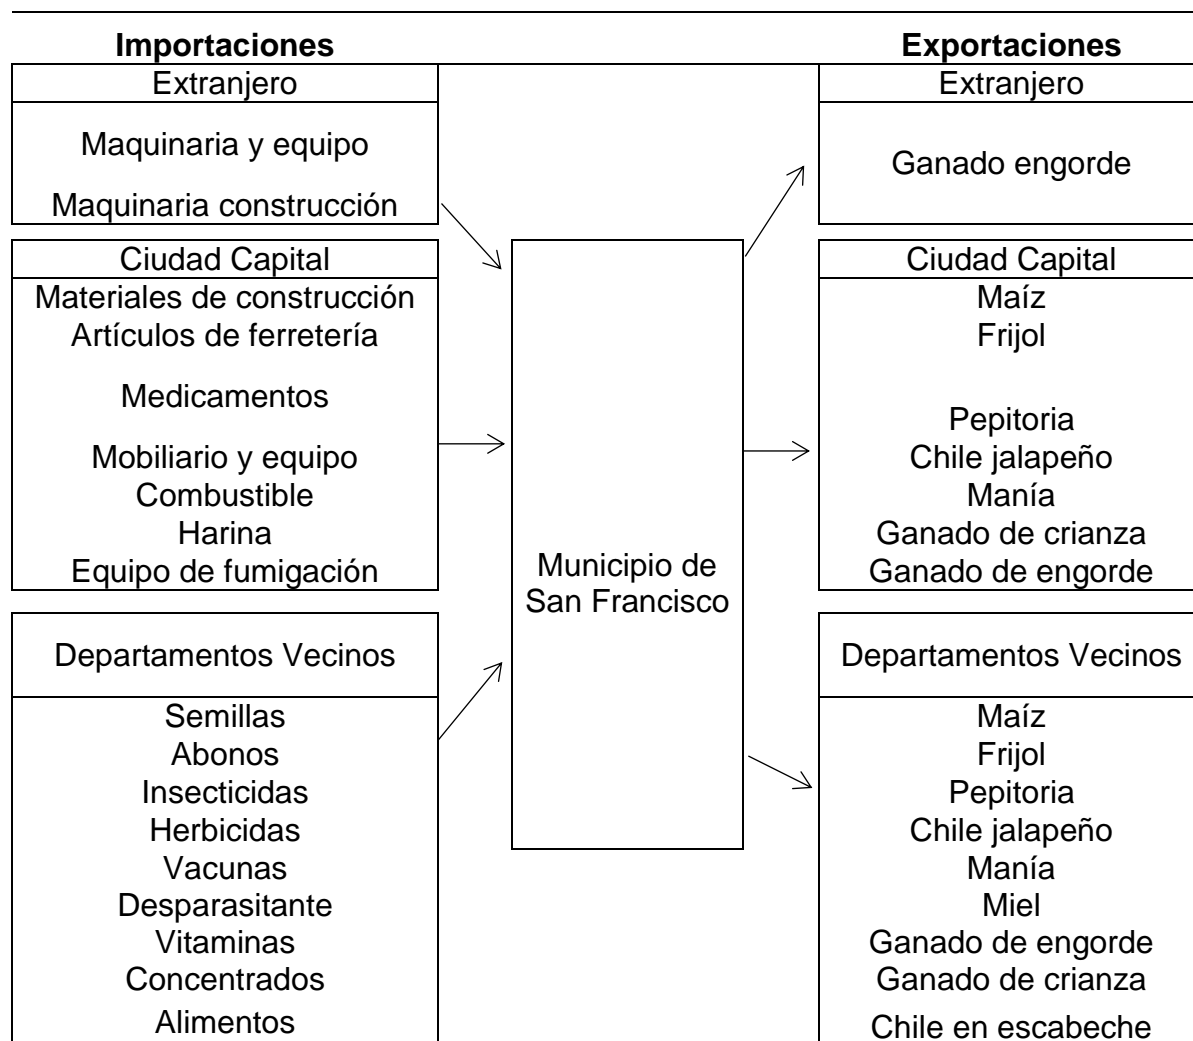 Importaciones
Exportaciones
Extranjero
Maquinaria y equipo
Maquinaria construcción
Ciudad Capital
Materiales de construcción
Artículos de ferretería
Medicamentos
Mobiliario y equipo
Combustible
Harina
Equipo de fumigación
Departamentos Vecinos
Semillas
Abonos
Insecticidas
Herbicidas
Vacunas
Desparasitante
Vitaminas
Concentrados
Alimentos
Municipio de
San Francisco
Extranjero
Ganado engorde
Ciudad Capital
Maíz
Frijol
Pepitoria
Chile jalapeño
Manía
Ganado de crianza
Ganado de engorde
Departamentos Vecinos
Maíz
Frijol
Pepitoria
Chile jalapeño
Manía
Miel
Ganado de engorde
Ganado de crianza
Chile en escabeche